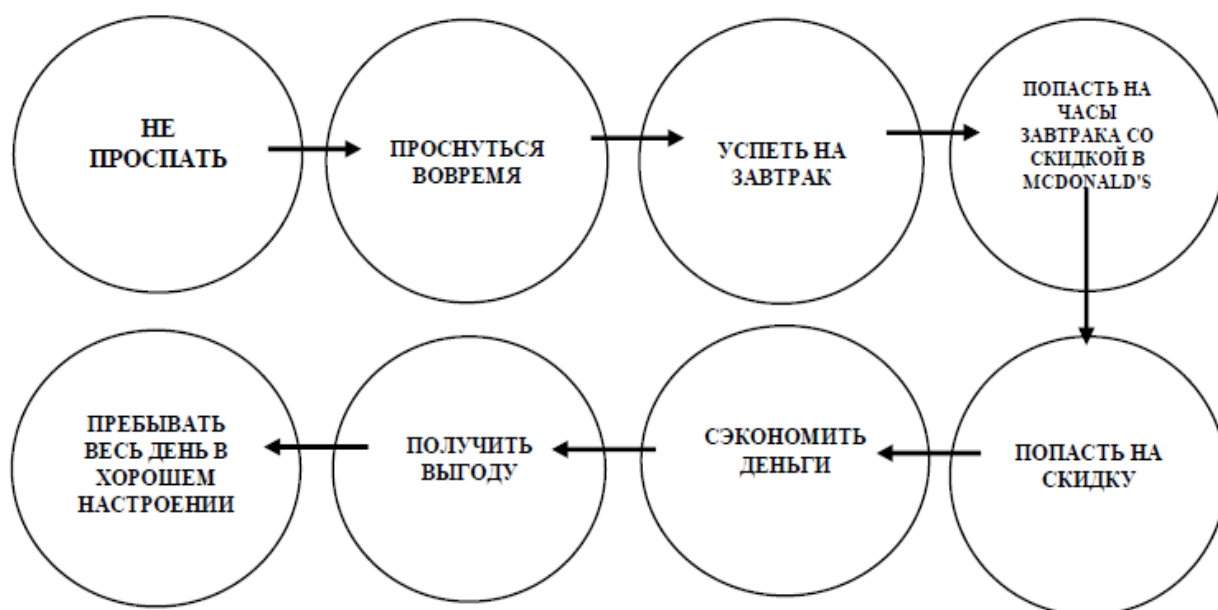 НЕ
ПРОСПАТЬ
ПРОСНУТЬСЯ
ВОВРЕМЯ
УСПЕТЬ НА
ЗАВТРАК
ПОПАСТЬ НА
ЧАСЫ
ЗАВТРАКА СО
СКИДКОЙ В
MCDONALD'S
ПОПАСТЬ НА
СКИДКУ
СЭКОНОМИТЬ
ДЕНЬГИ
ПОЛУЧИТЬ
ВЫГОДУ
ПРЕБЫВАТЬ
ВЕСЬ ДЕНЬ В
ХОРОШЕМ
НАСТРОЕНИИ